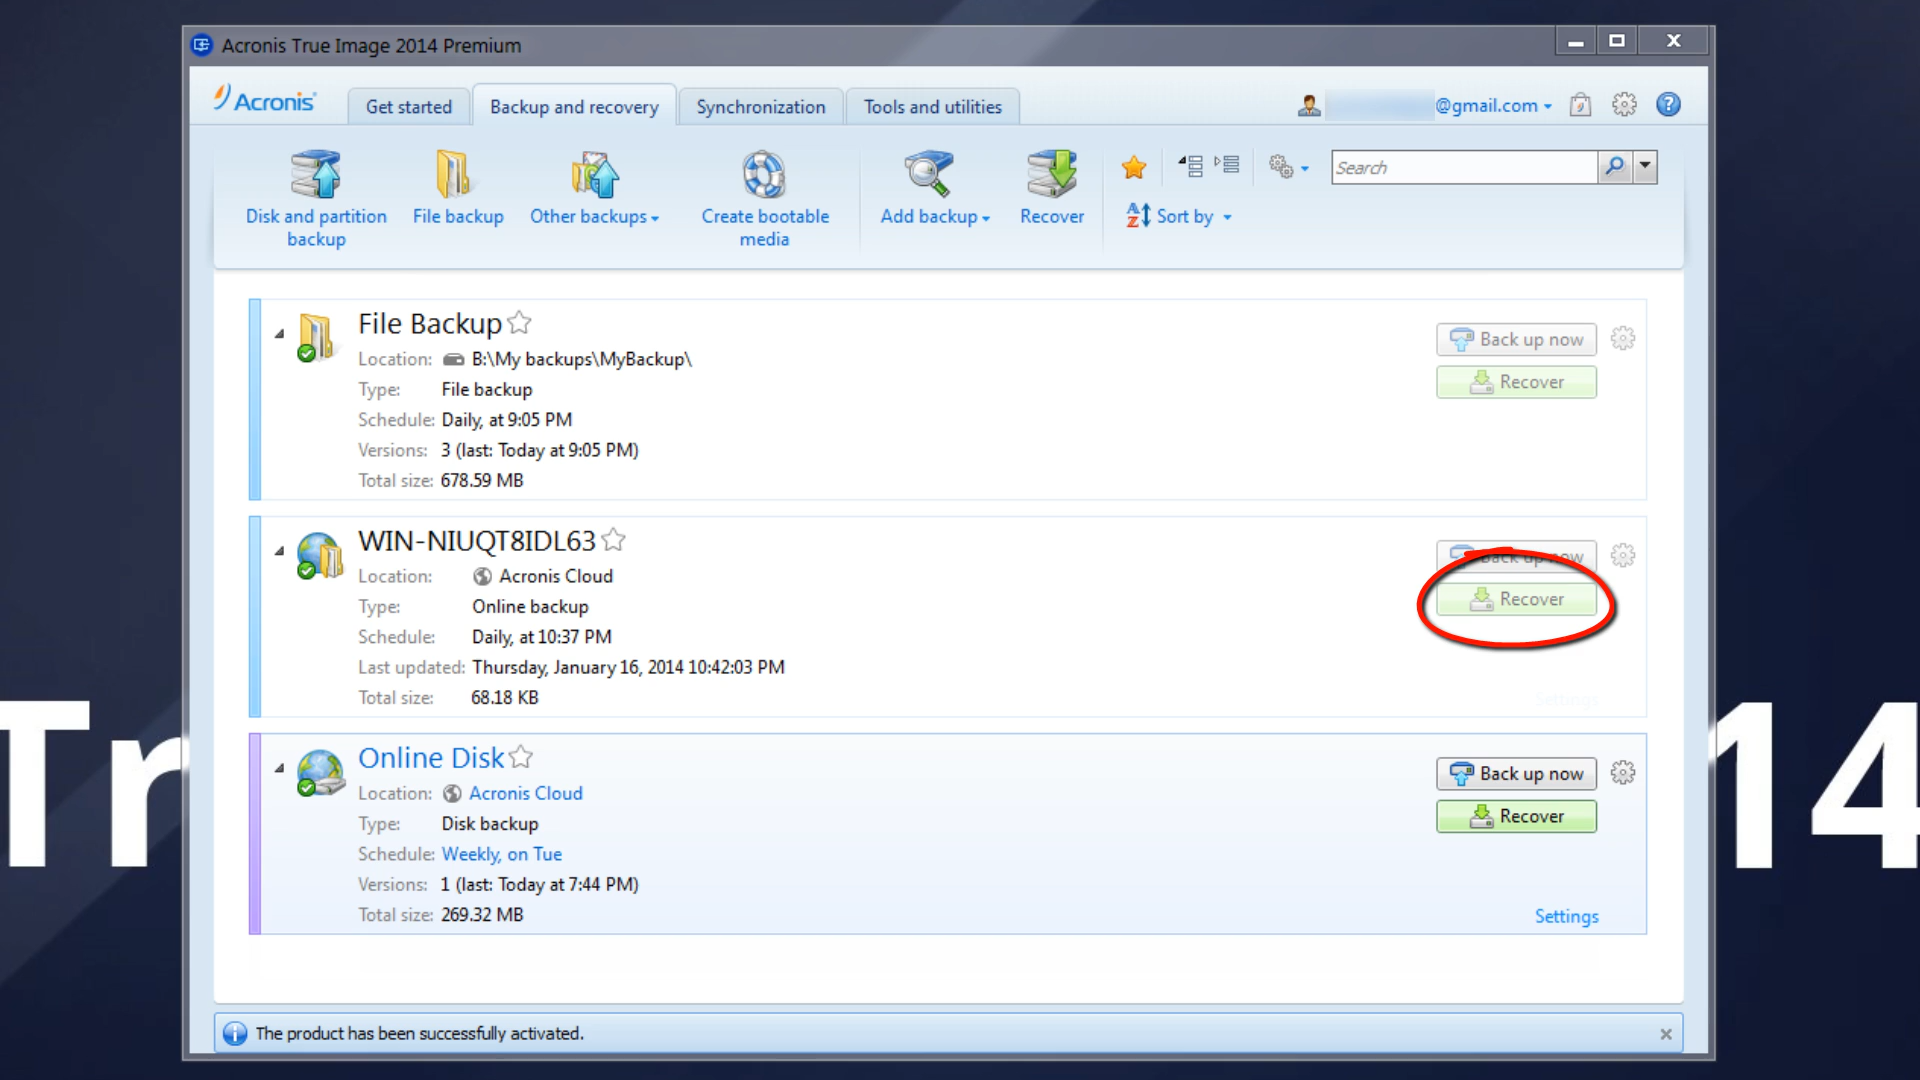 Acronis True Image 2014 Premium
Acronis
Get started
Backup and recovery
Synchronization
Tools and utilities
@gmail.com
Disk and partition
backup
File backup
Other backups
Create bootable
media
Add backup
Recover
Search
Sort by
File Backup
Location: B:\My backups\MyBackup\
Type: File backup
Schedule: Daily, at 9:05 PM
Versions: 3 (last: Today at 9:05 PM)
Total size: 678.59 MB
Back up now
Recover
WIN-NIUQT8IDL63
Location: Acronis Cloud
Type: Online backup
Schedule: Daily, at 10:37 PM
Last updated: Thursday, January 16, 2014 10:42:03 PM
Total size: 68.18 KB
Back up now
Recover
Settings
Online Disk
Location: Acronis Cloud
Type: Disk backup
Schedule: Weekly, on Tue
Versions: 1 (last: Today at 7:44 PM)
Total size: 269.32 MB
Back up now
Recover
Settings
Tr
14
The product has been successfully activated.